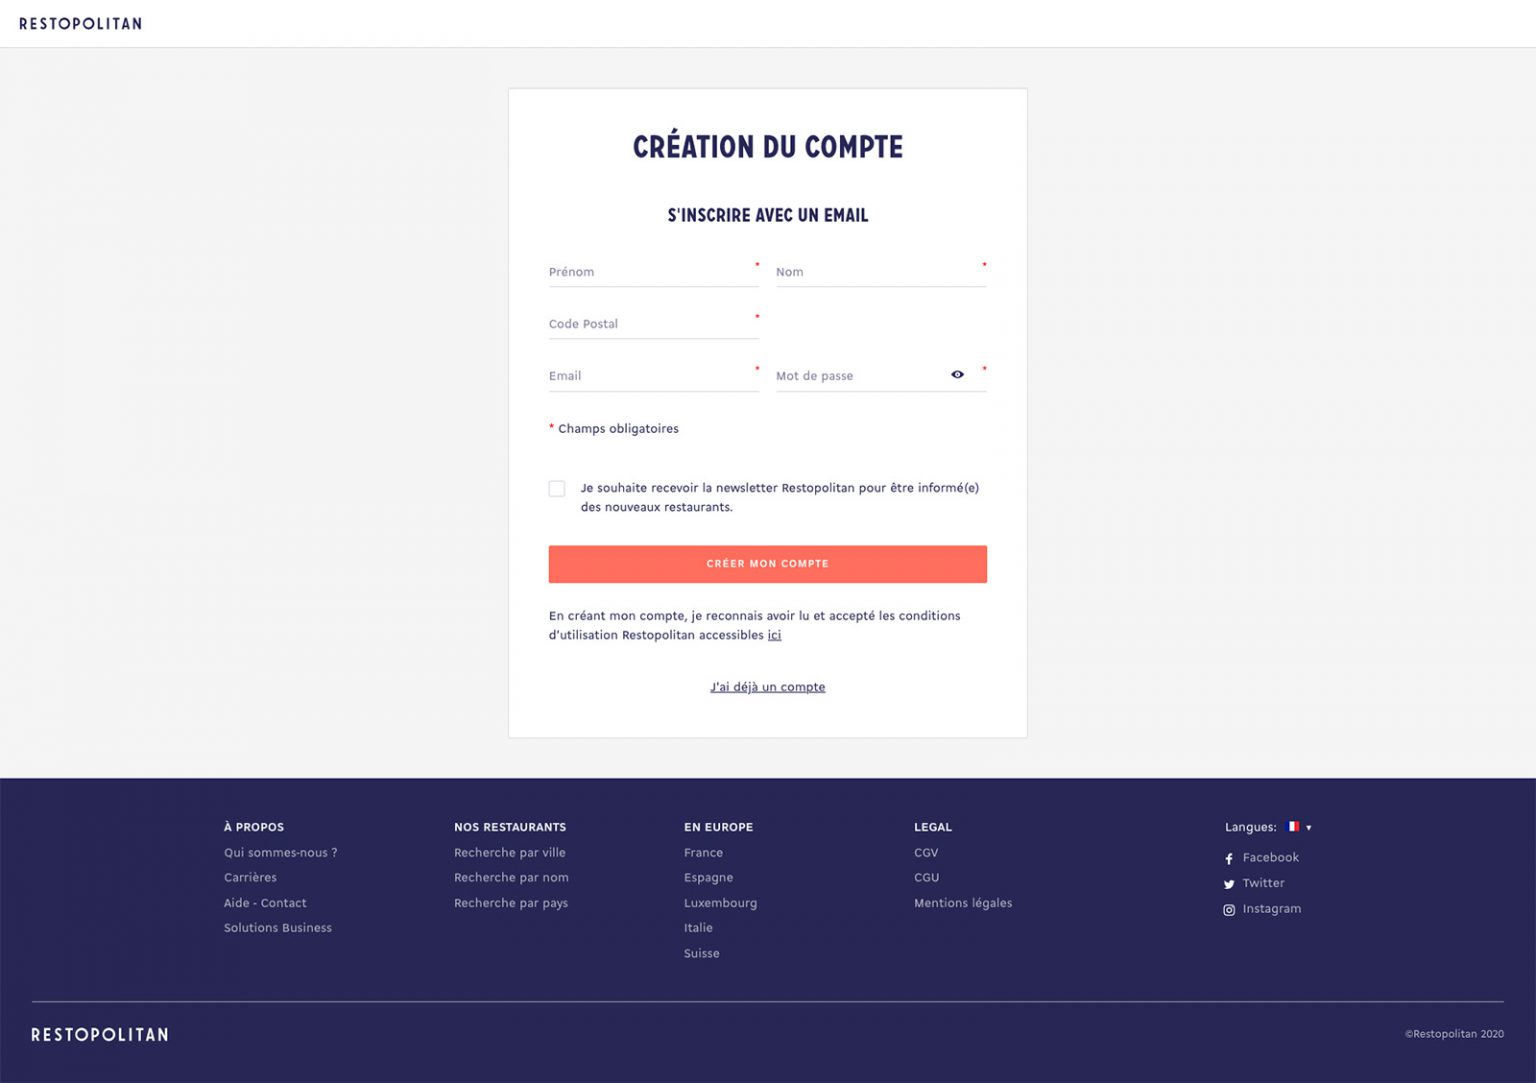 RESTOPOLITAN
CRÉATION DU COMPTE
S'INSCRIRE AVEC UN EMAIL
Prénom *
Nom *
Code Postal *
Email *
Mot de passe *
* Champs obligatoires
Je souhaite recevoir la newsletter Restopolitan pour être informé(e)
des nouveaux restaurants.
CRÉER MON COMPTE
En créant mon compte, je reconnais avoir lu et accepté les conditions
d'utilisation Restopolitan accessibles ici
J'ai déjà un compte
À PROPOS
Qui sommes-nous ?
Carrières
Aide - Contact
Solutions Business
NOS RESTAURANTS
Recherche par ville
Recherche par nom
Recherche par pays
EN EUROPE
France
Espagne
Luxembourg
Italie
Suisse
LEGAL
CGV
CGU
Mentions légales
Langues:
Facebook
Twitter
Instagram
RESTOPOLITAN
©Restopolitan 2020